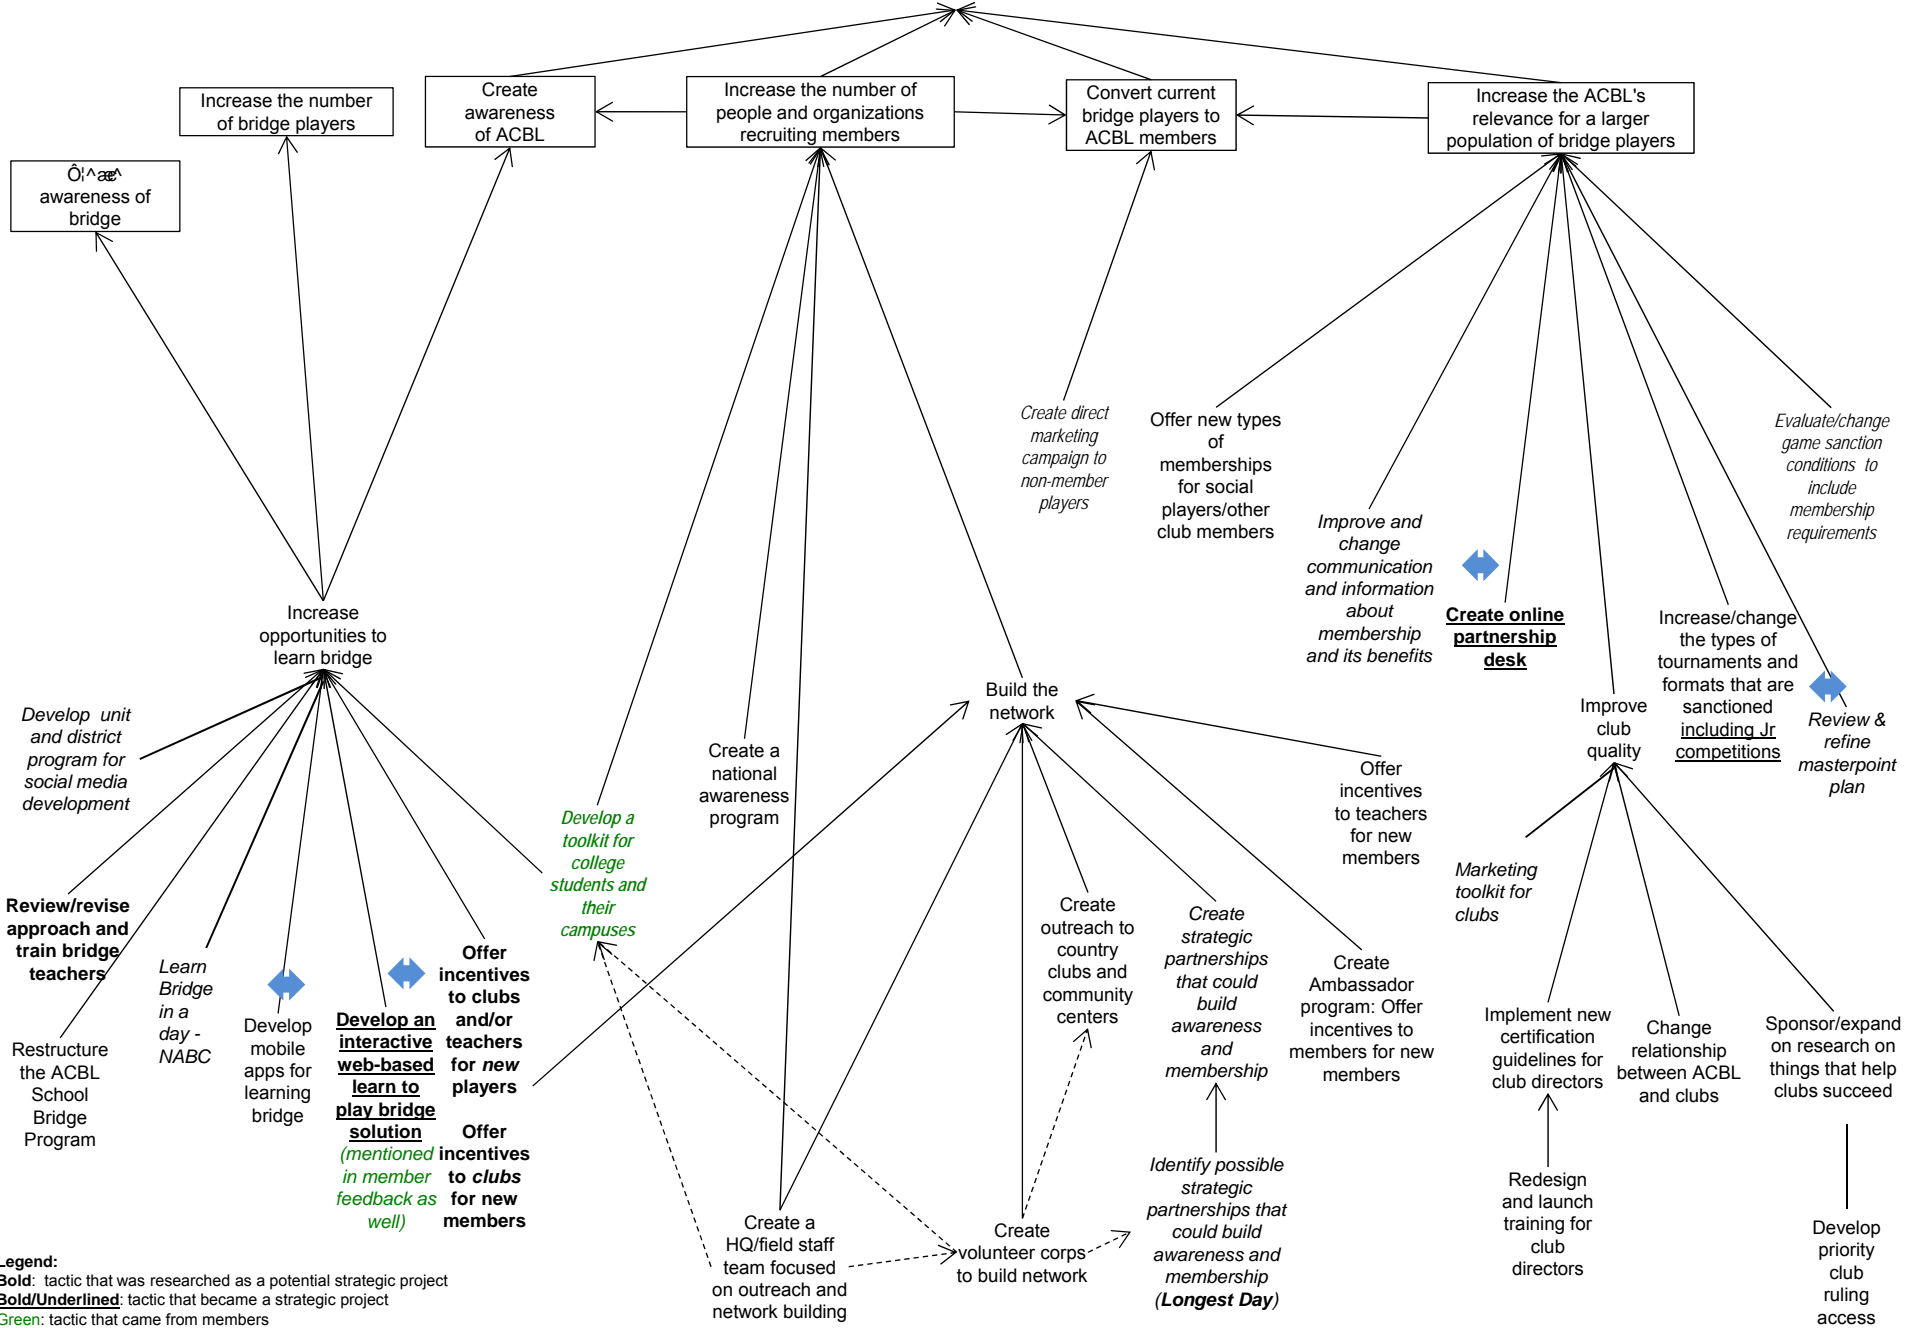 Increase the number
of bridge players
Create
awareness
of ACBL
Increase the number of
people and organizations
recruiting members
Convert current
bridge players to
ACBL members
Increase the ACBL's
relevance for a larger
population of bridge players
awareness of
bridge
Create direct
marketing
campaign to
non-member
players
Offer new types
of
memberships
for social
players/other
club members
Evaluate/change
game sanction
conditions to
include
membership
requirements
Improve and
change
communication
and information
about
membership
and its benefits
Create online
partnership
desk
Increase/change
the types of
tournaments and
formats that are
sanctioned
including Jr
competitions
Review &
refine
masterpoint
plan
Improve
club
quality
Increase
opportunities to
learn bridge
Build the
network
Develop unit
and district
program for
social media
development
Create a
national
awareness
program
Offer
incentives
to teachers
for new
members
Develop a
toolkit for
college
students and
their
campuses
Marketing
toolkit for
clubs
Review/revise
approach and
train bridge
teachers
Learn
Bridge
in a
day -
NABC
Restructure
the ACBL
School
Bridge
Program
Develop
mobile
apps for
learning
bridge
Develop an
interactive
web-based
learn to
play bridge
solution
(mentioned
in member
feedback as
well)
Offer
incentives
to clubs
and/or
teachers
for new
players
Offer
incentives
to clubs
for new
members
Create
outreach to
country
clubs and
community
centers
Create
strategic
partnerships
that could
build
awareness
and
membership
Create
Ambassador
program: Offer
incentives to
members for new
members
Implement new
certification
guidelines for
club directors
Change
relationship
between ACBL
and clubs
Sponsor/expand
on research on
things that help
clubs succeed
Create a
HQ/field staff
team focused
on outreach and
network building
Create
volunteer corps
to build network
Identify possible
strategic
partnerships that
could build
awareness and
membership
(Longest Day)
Redesign
and launch
training for
club
directors
Develop
priority
club
ruling
access
Legend:
Bold: tactic that was researched as a potential strategic project
Bold/Underlined: tactic that became a strategic project
Green: tactic that came from members